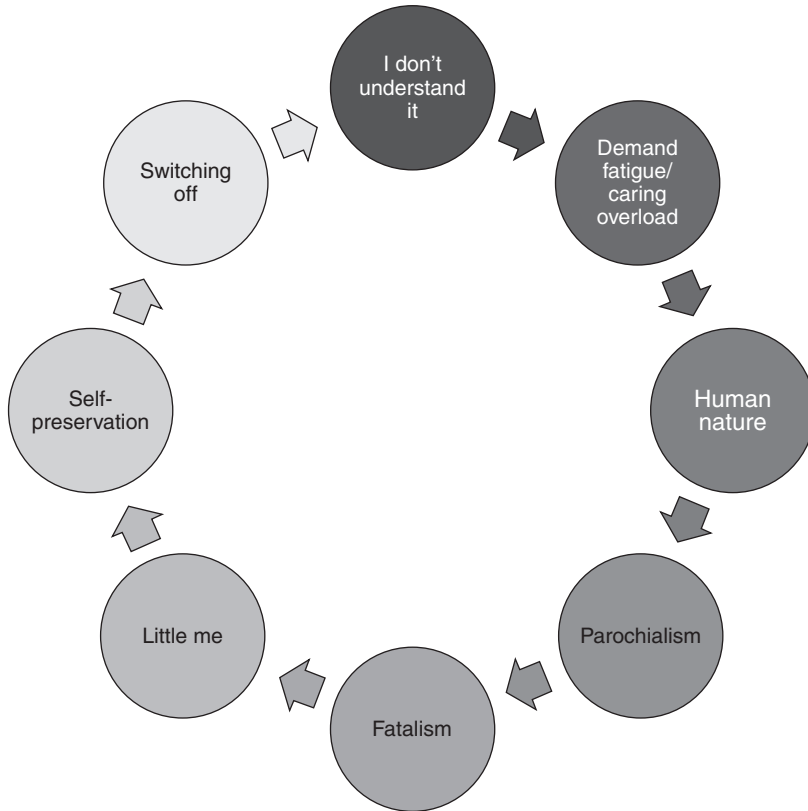 I don't
understand
it
Demand
fatigue/
caring
overload
Human
nature
Parochialism
Fatalism
Little me
Self-
preservation
Switching
off